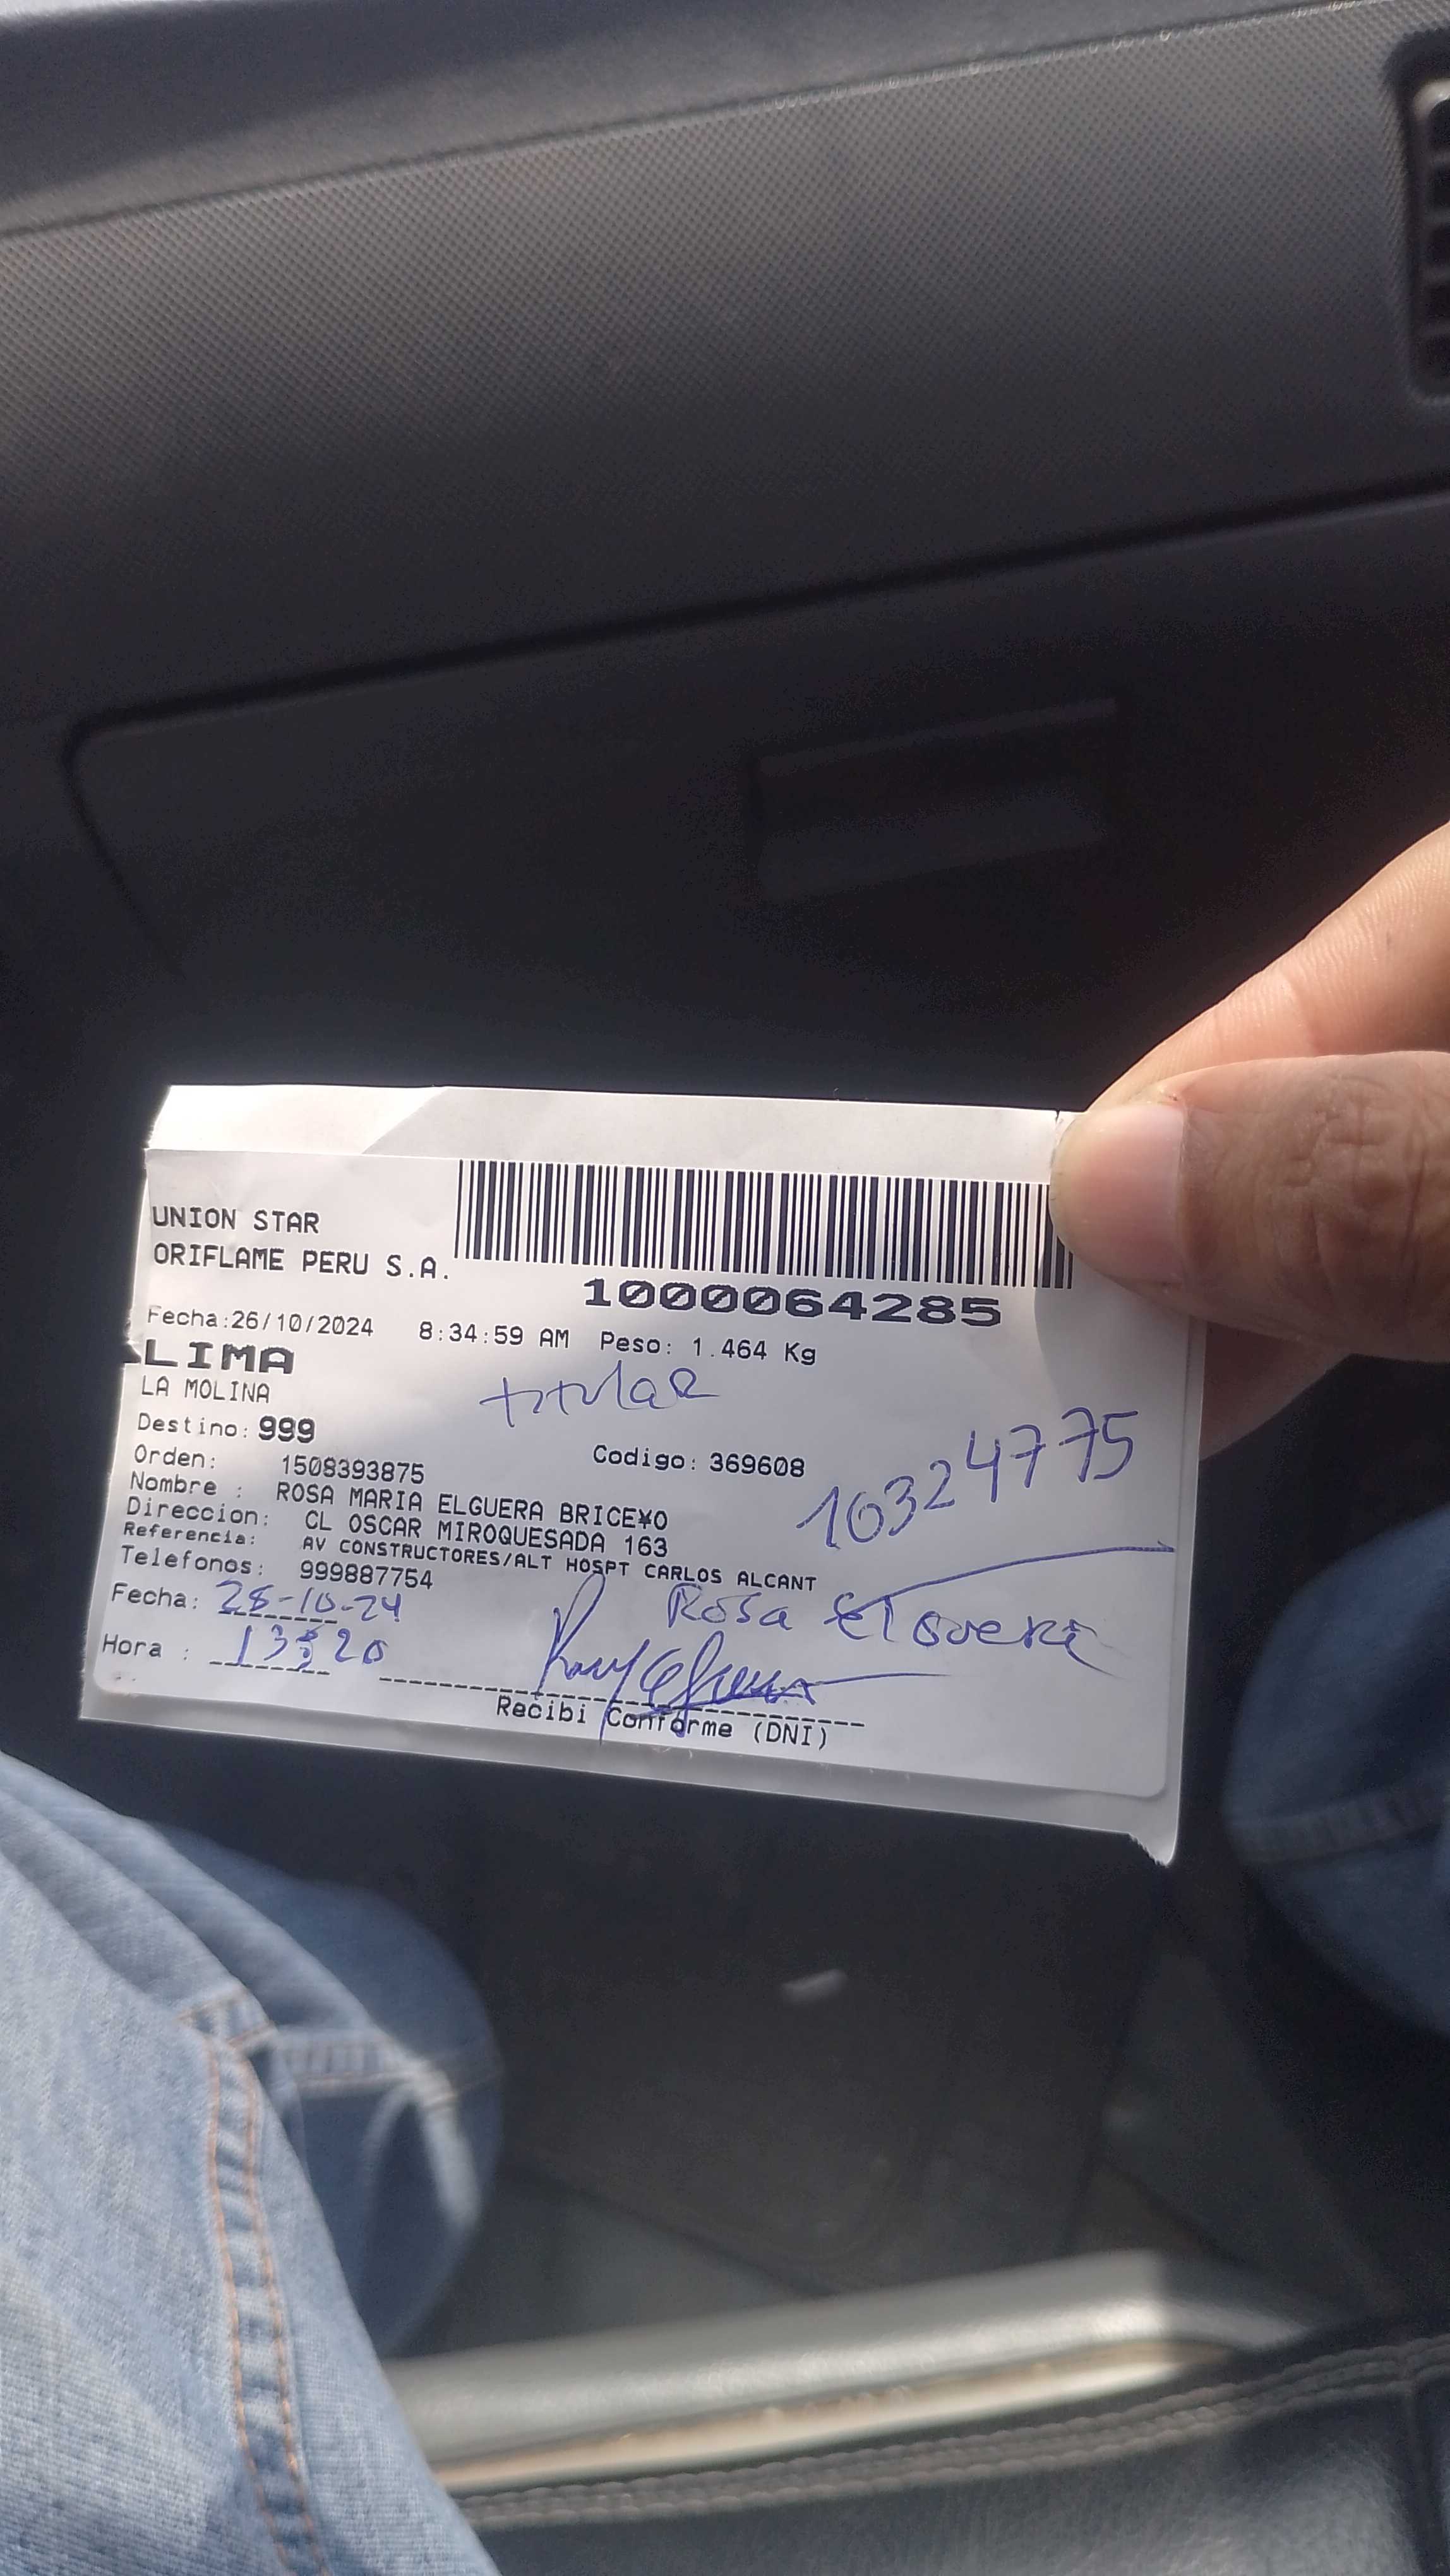 UNION STAR
ORIFLAME PERU S.A.
1000064285
Fecha:26/10/2024 8:34:59 AM Peso: 1.464 Kg
LIMA
LA MOLINA
titular
Destino: 999
Codigo: 369608
10324775
Orden: 1508393875
Nombre : ROSA MARIA ELGUERA BRICE¥O
Direccion: CL OSCAR MIROQUESADA 163
Referencia: AV CONSTRUCTORES/ALT HOSPT CARLOS ALCANT
Telefonos: 999887754
Fecha: 28-10-24
Rosa Elguera
Hora : 13:20
Recibi Conforme (DNI)